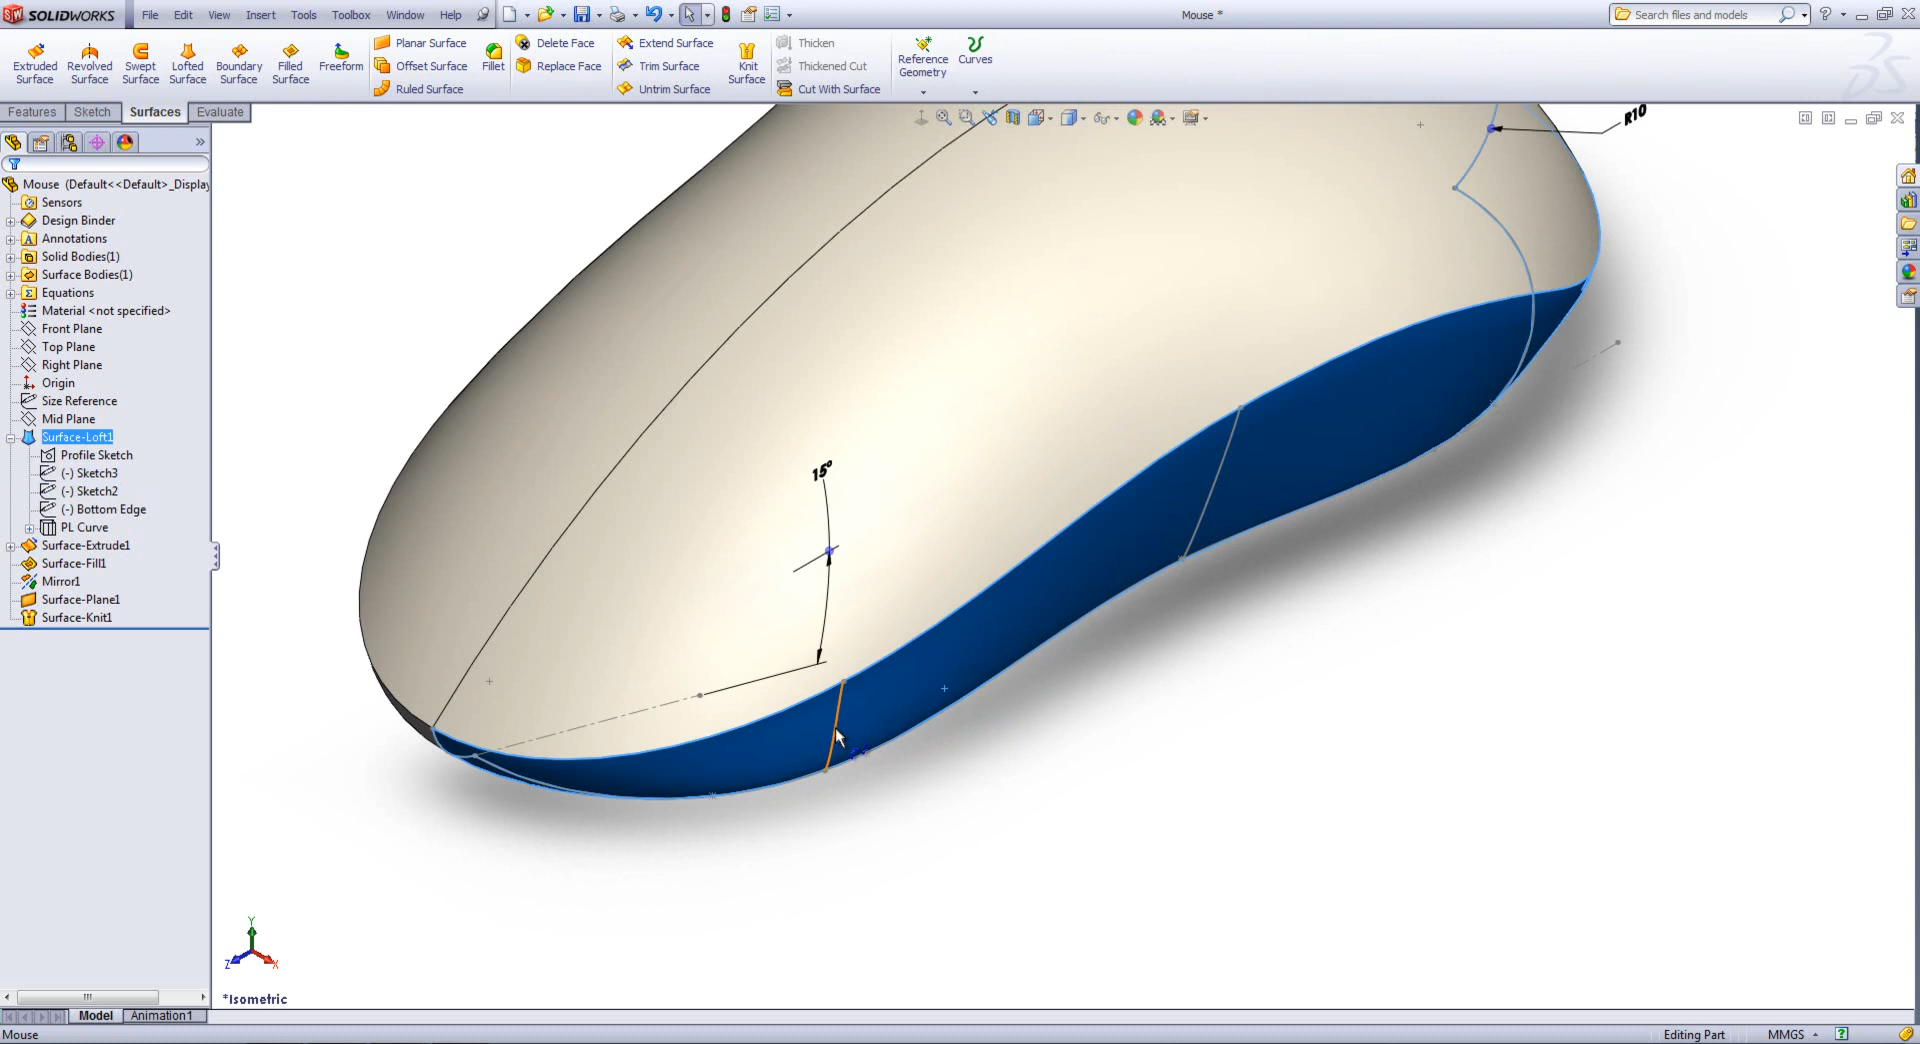 SW SOLIDWORKS File Edit View Insert Tools Toolbox Window Help Mouse * Search files and models ?
Extruded Surface
Revolved Surface
Swept Surface
Lofted Surface
Boundary Surface
Filled Surface
Freeform
Planar Surface
Offset Surface
Ruled Surface
Fillet
Delete Face
Replace Face
Extend Surface
Trim Surface
Untrim Surface
Knit Surface
Thicken
Thickened Cut
Cut With Surface
Reference Geometry
Curves
Features Sketch Surfaces Evaluate
Mouse (Default<<Default>_Display
Sensors
Design Binder
Annotations
Solid Bodies(1)
Surface Bodies(1)
Equations
Material <not specified>
Front Plane
Top Plane
Right Plane
Origin
Size Reference
Mid Plane
Surface-Loft1
Profile Sketch
(-) Sketch3
(-) Sketch2
(-) Bottom Edge
PL Curve
Surface-Extrude1
Surface-Fill1
Mirror1
Surface-Plane1
Surface-Knit1
R10
15°
Y
Z
X
*Isometric
Model Animation1
Mouse Editing Part MMGS ?